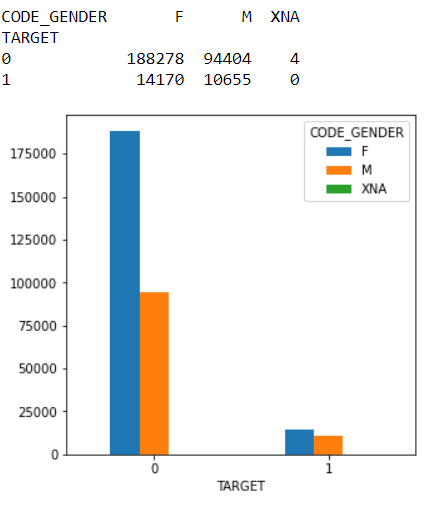 CODE_GENDER F M XNA
TARGET
0 188278 94404 4
1 14170 10655 0
CODE_GENDER
F
M
XNA
175000
150000
125000
100000
75000
50000
25000
0
0 1
TARGET